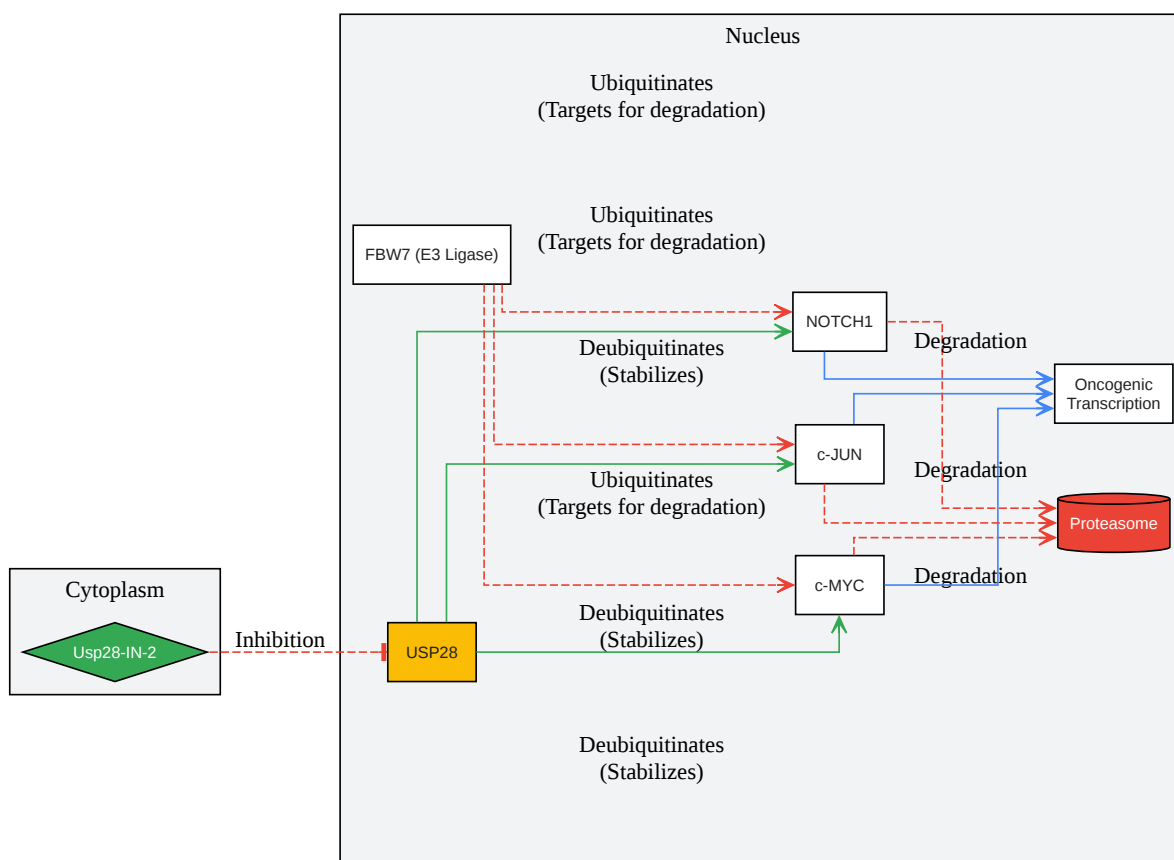 Nucleus
Ubiquitinates
(Targets for degradation)
Ubiquitinates
(Targets for degradation)
FBW7 (E3 Ligase)
NOTCH1
Degradation
Deubiquitinates
(Stabilizes)
Oncogenic
Transcription
c-JUN
Degradation
Ubiquitinates
(Targets for degradation)
Proteasome
Degradation
c-MYC
Cytoplasm
Deubiquitinates
(Stabilizes)
Inhibition
Usp28-IN-2
USP28
Deubiquitinates
(Stabilizes)